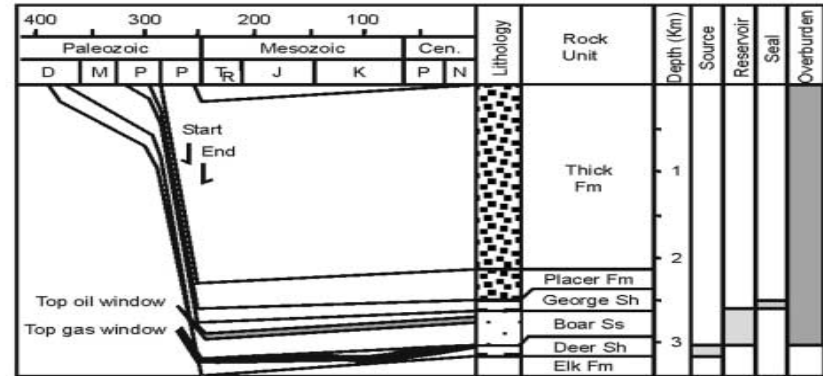 400 300 200 100
Paleozoic Mesozoic Cen.
D M P P TR J K P N
Lithology
Rock
Unit
Depth (Km)
Source
Reservoir
Seal
Overburden
Start
End
Thick
Fm
1
2
Placer Fm
George Sh
Top oil window
Boar Ss
Top gas window
3
Deer Sh
Elk Fm